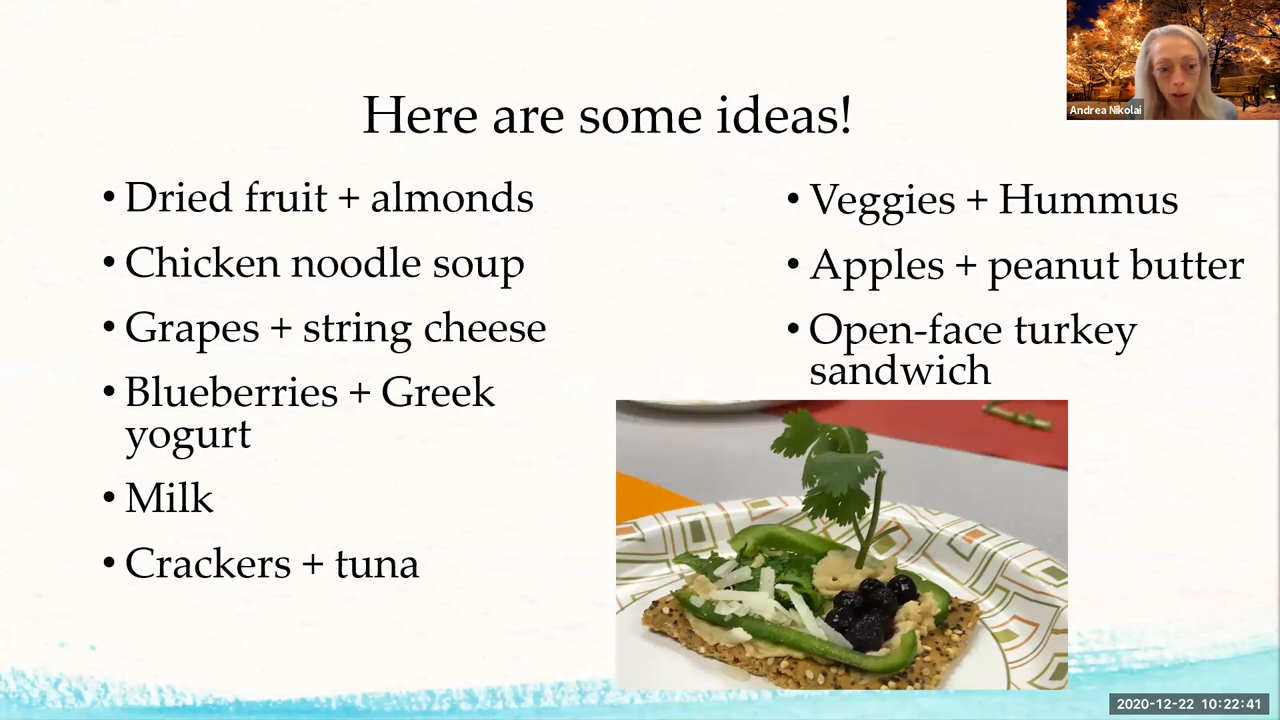 Here are some ideas!
• Dried fruit + almonds
• Chicken noodle soup
• Grapes + string cheese
• Blueberries + Greek
yogurt
• Milk
• Crackers + tuna
• Veggies + Hummus
• Apples + peanut butter
• Open-face turkey
sandwich
Andrea Nikolai
2020-12-22 10:22:41